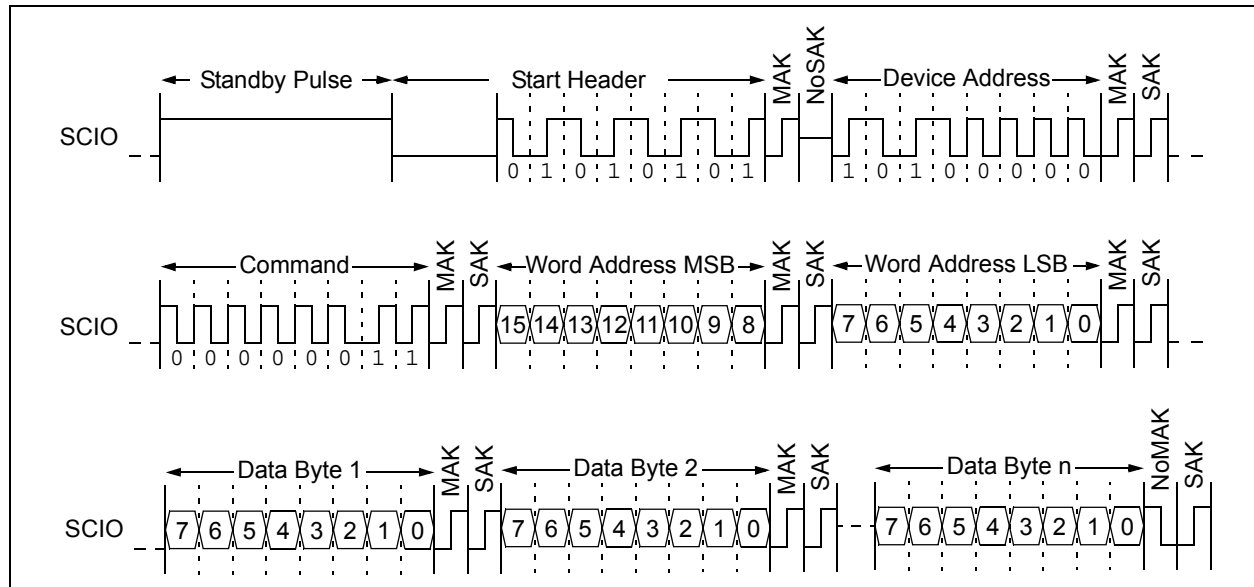 Standby Pulse Start Header MAK NoSAK Device Address MAK SAK
SCIO
0 1 0 1 0 1 0 1 1 0 1 0 0 0 0 0
Command MAK SAK Word Address MSB MAK SAK Word Address LSB MAK SAK
SCIO 15 14 13 12 11 10 9 8 7 6 5 4 3 2 1 0
0 0 0 0 0 0 1 1
Data Byte 1 MAK SAK Data Byte 2 MAK SAK Data Byte n NoMAK SAK
SCIO 7 6 5 4 3 2 1 0 7 6 5 4 3 2 1 0 7 6 5 4 3 2 1 0